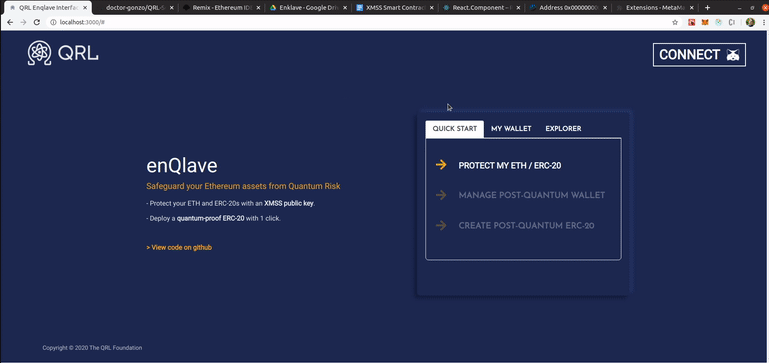 QRL Enqlave Interfac
doctor-gonzo/QRL-S
Remix - Ethereum ID
Enklave - Google Driv
XMSS Smart Contrac
React.Component –
Address 0x00000000
Extensions - MetaMa
localhost:3000/#
QRL
CONNECT
QUICK START
MY WALLET
EXPLORER
PROTECT MY ETH / ERC-20
MANAGE POST-QUANTUM WALLET
CREATE POST-QUANTUM ERC-20
enQlave
Safeguard your Ethereum assets from Quantum Risk
- Protect your ETH and ERC-20s with an XMSS public key.
- Deploy a quantum-proof ERC-20 with 1 click.
> View code on github
Copyright © 2020 The QRL Foundation